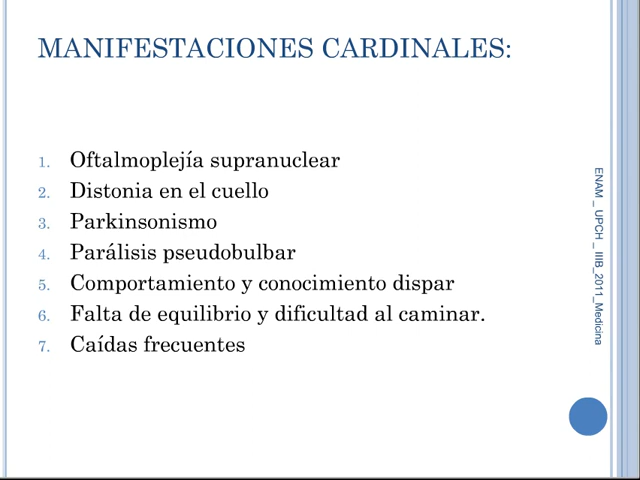 MANIFESTACIONES CARDINALES:
1. Oftalmoplejía supranuclear
2. Distonia en el cuello
3. Parkinsonismo
4. Parálisis pseudobulbar
5. Comportamiento y conocimiento dispar
6. Falta de equilibrio y dificultad al caminar.
7. Caídas frecuentes
ENAM _ UPCH _ IIIB_2011_Medicina